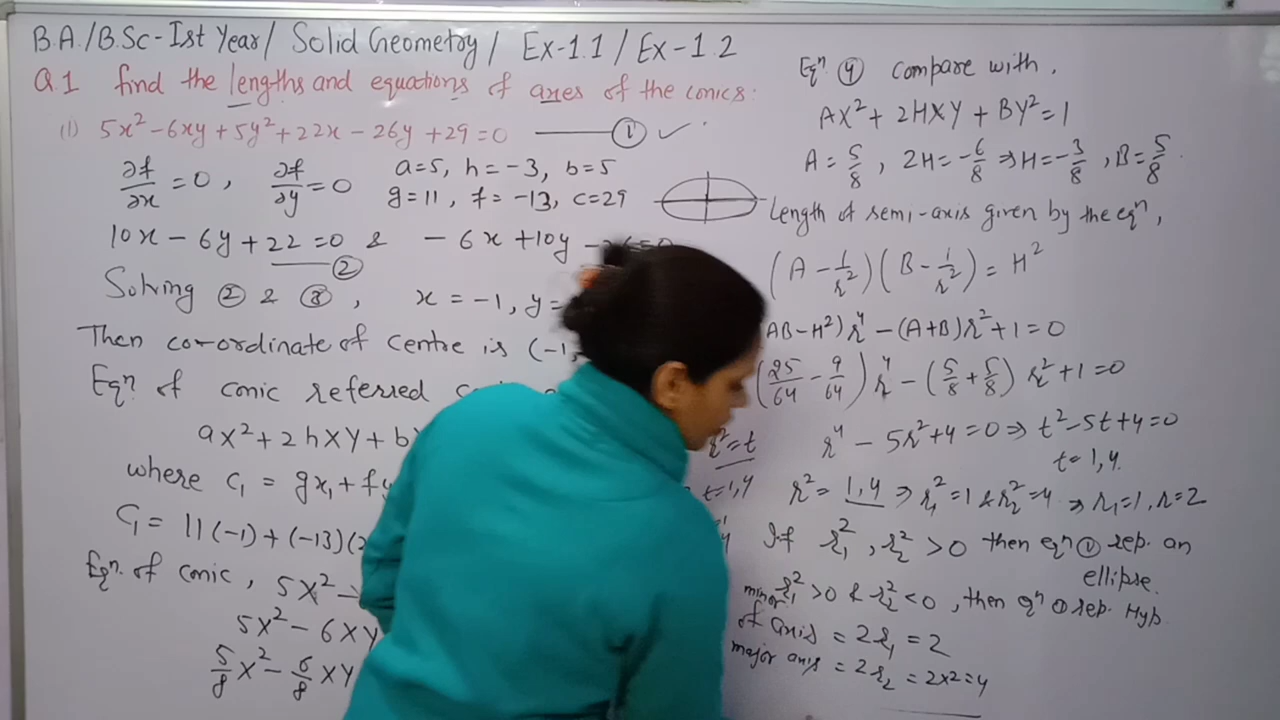 B.A./B.Sc-Ist Year/ Solid Geometry/ Ex-1.1 / Ex-1.2
Q.1 find the lengths and equations of axes of the conics:
(1) 5x² - 6xy + 5y² + 22x - 26y + 29 = 0 ——— ①
∂f/∂x = 0, ∂f/∂y = 0
a=5, h=-3, b=5
g=11, f=-13, c=29
10x - 6y + 22 = 0 & -6x + 10y - 26 = 0
——— ②
Solving ② & ③, x = -1, y =
Then co-ordinate of centre is (-1,
Eqⁿ of conic referred
ax² + 2hXY + b
where c₁ = gx₁ + fy
C₁ = 11(-1) + (-13)(2
Eqⁿ. of conic, 5X² -
5X² - 6XY
5/8 X² - 6/8 XY
r² = t
t = 1, 4
Eqⁿ ④ compare with,
AX² + 2HXY + BY² = 1
A = 5/8, 2H = -6/8 ⇒ H = -3/8, B = 5/8
Length of semi-axis given by the eqⁿ,
(A - 1/r²)(B - 1/r²) = H²
AB - H²)r⁴ - (A+B)r² + 1 = 0
(25/64 - 9/64) r⁴ - (5/8 + 5/8) r² + 1 = 0
r⁴ - 5r² + 4 = 0 ⇒ t² - 5t + 4 = 0
t = 1, 4.
r² = 1, 4 ⇒ r₁² = 1 & r₂² = 4 ⇒ r₁ = 1, r = 2
If r₁², r₂² > 0 then eqⁿ ① rep. an
ellipse.
r₁² > 0 & r₂² < 0, then eqⁿ ① rep. Hyp.
minor
of axis = 2r₁ = 2
major axis = 2r₂ = 2×2 = 4